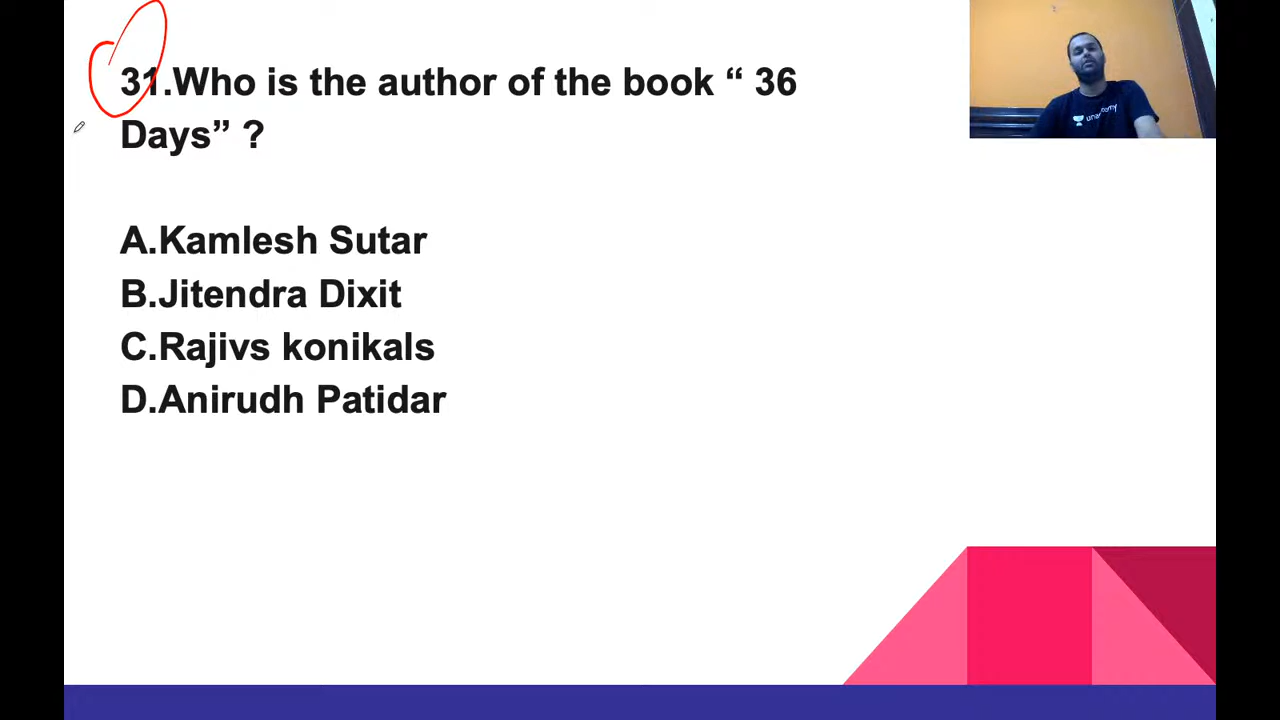 31.Who is the author of the book “ 36
Days” ?
A.Kamlesh Sutar
B.Jitendra Dixit
C.Rajivs konikals
D.Anirudh Patidar